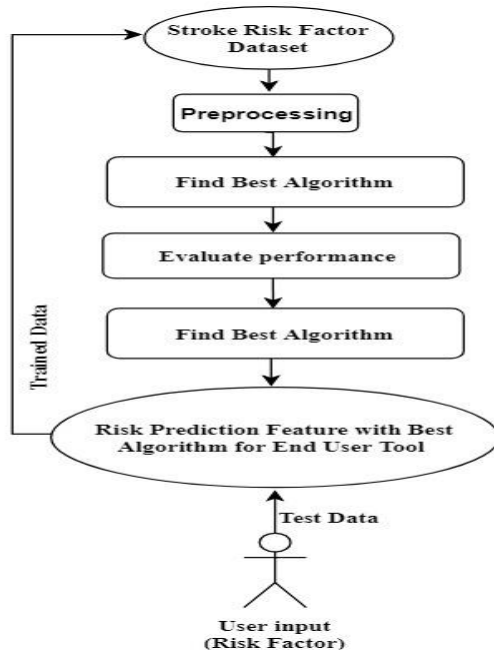 Stroke Risk Factor
Dataset
Preprocessing
Find Best Algorithm
Evaluate performance
Find Best Algorithm
Trained Data
Risk Prediction Feature with Best
Algorithm for End User Tool
Test Data
User input
(Risk Factor)